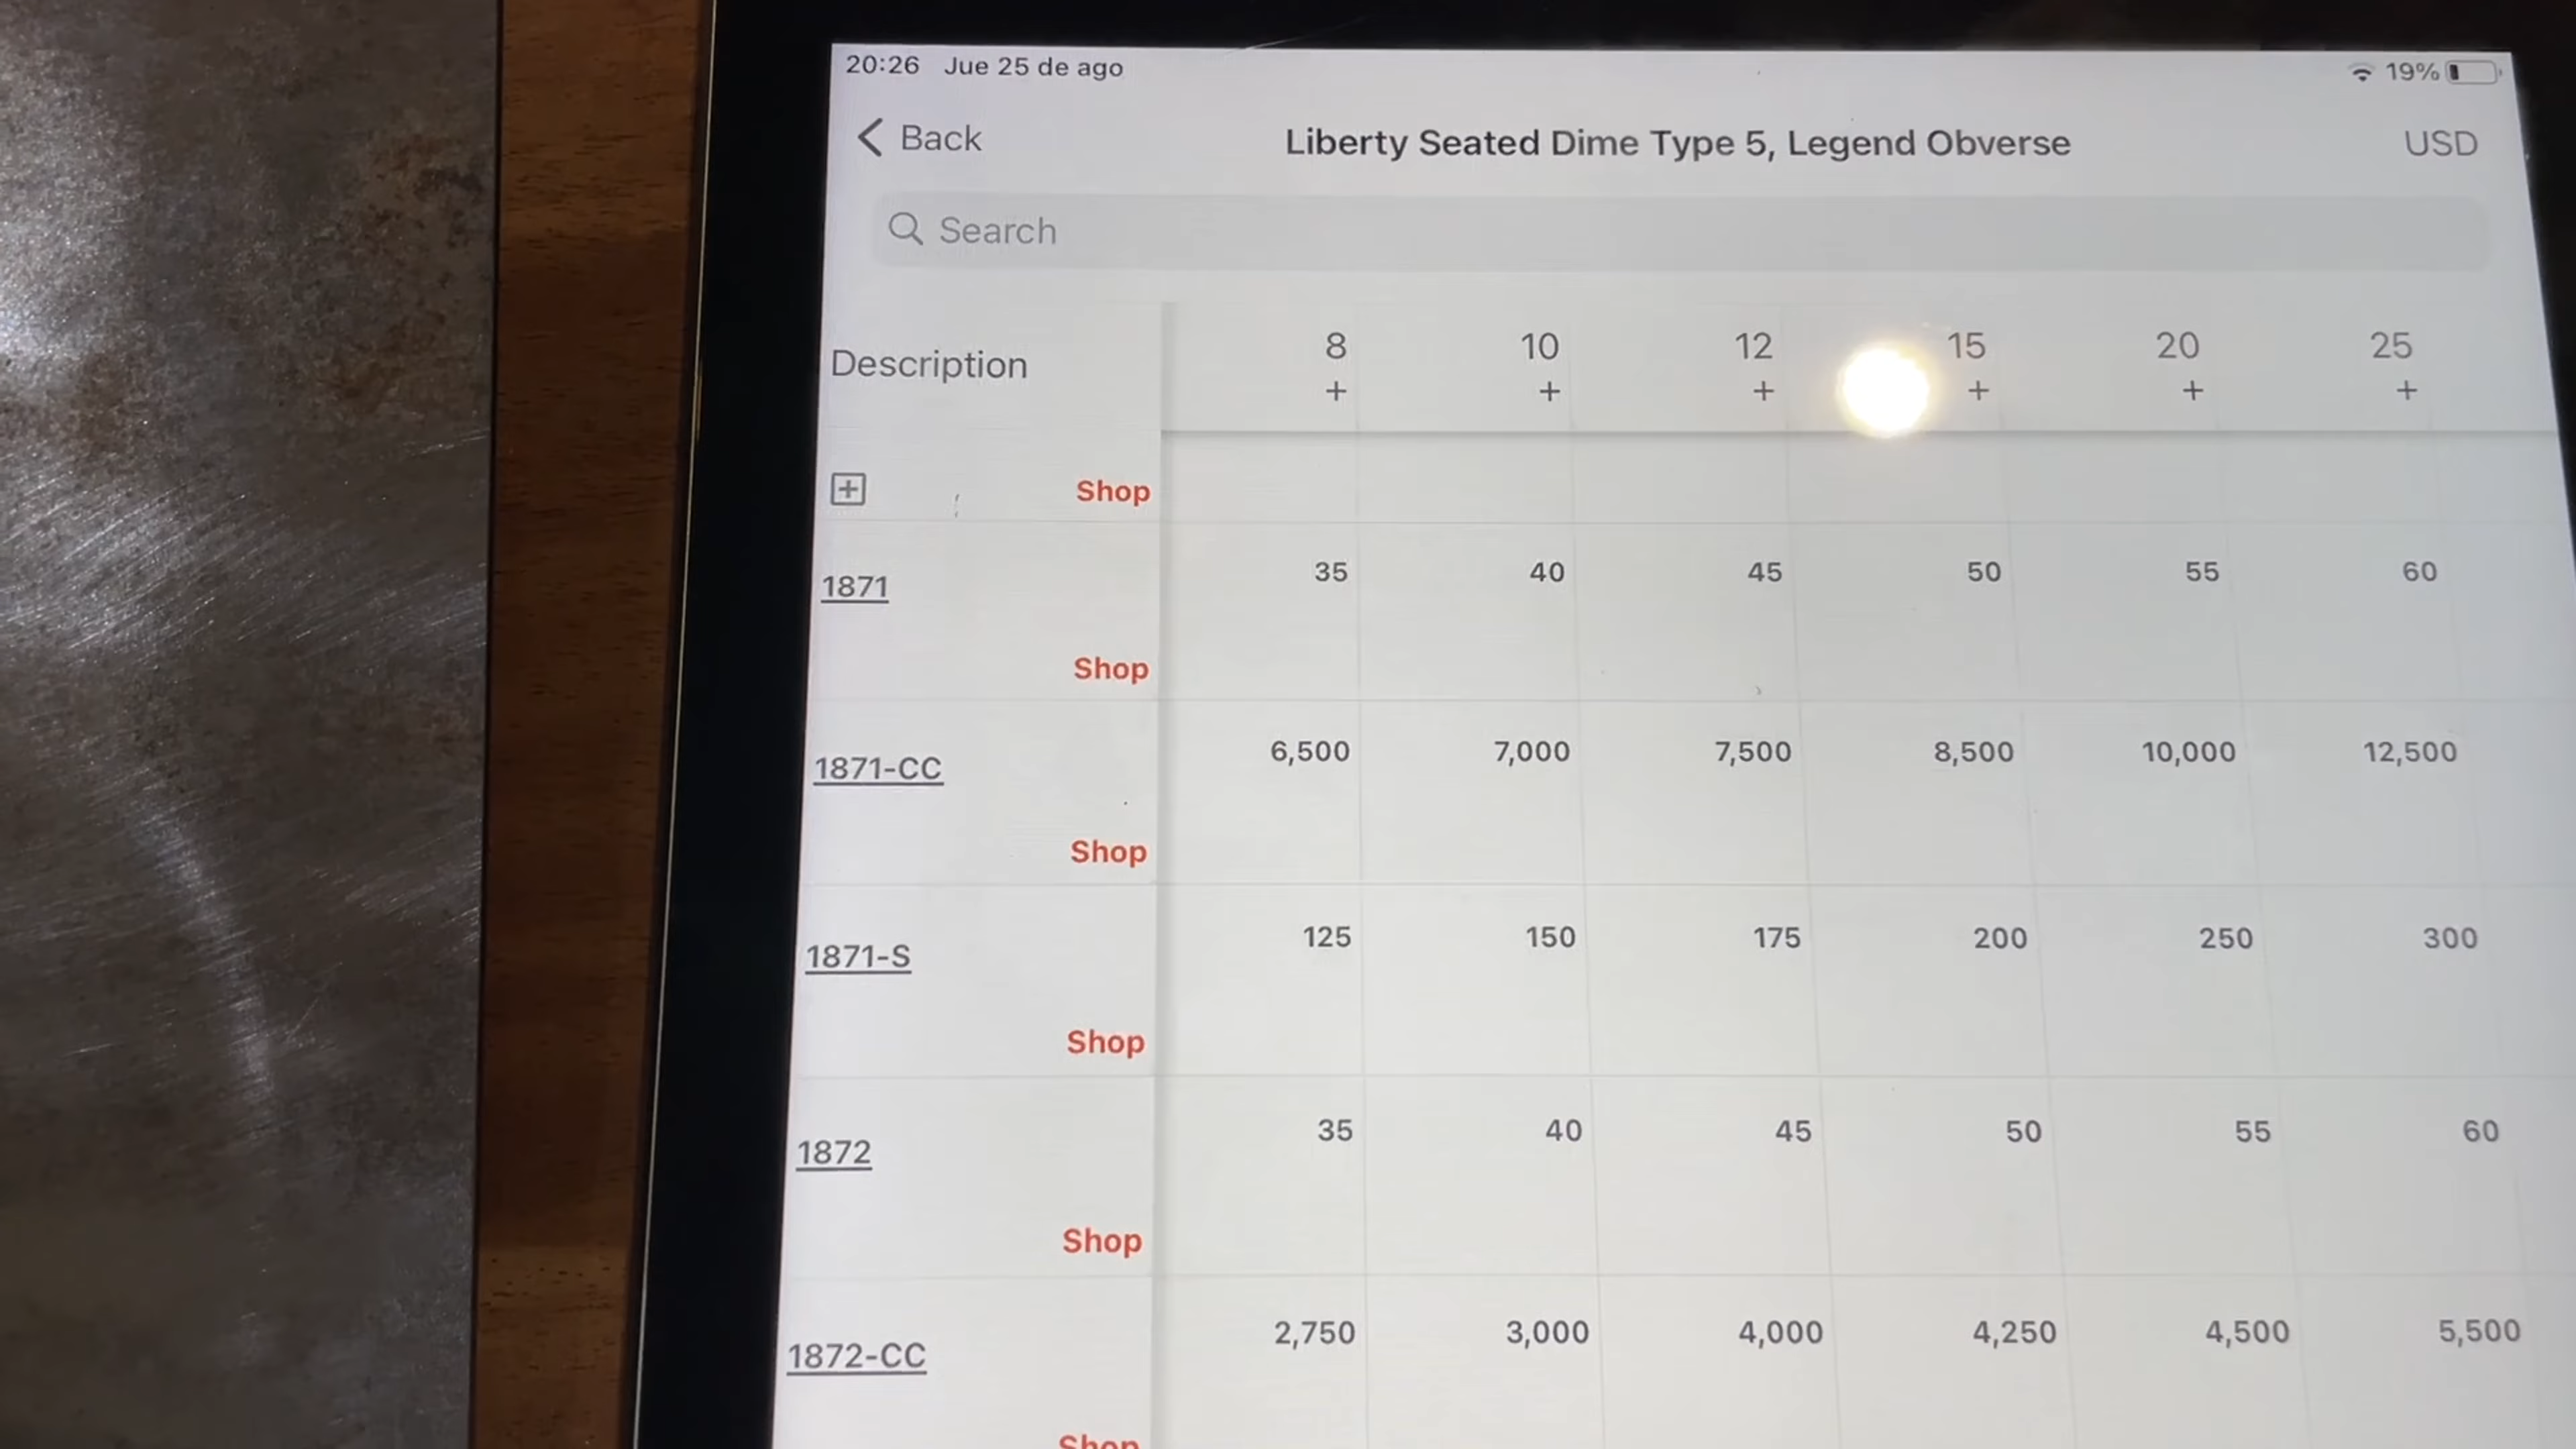 20:26 Jue 25 de ago 19%
Back Liberty Seated Dime Type 5, Legend Obverse USD
Search
Description 8 10 12 15 20 25
+ + + + + +
Shop
1871 35 40 45 50 55 60
Shop
1871-CC 6,500 7,000 7,500 8,500 10,000 12,500
Shop
1871-S 125 150 175 200 250 300
Shop
1872 35 40 45 50 55 60
Shop
1872-CC 2,750 3,000 4,000 4,250 4,500 5,500
Shop